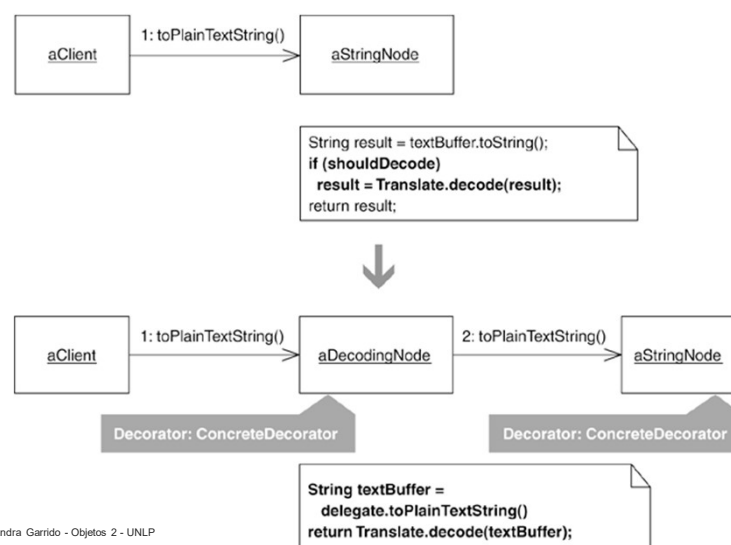 1: toPlainTextString()
aClient
aStringNode
String result = textBuffer.toString();
if (shouldDecode)
result = Translate.decode(result);
return result;
1: toPlainTextString()
2: toPlainTextString()
aClient
aDecodingNode
aStringNode
Decorator: ConcreteDecorator
Decorator: ConcreteDecorator
String textBuffer =
delegate.toPlainTextString()
return Translate.decode(textBuffer);
Garrido - Objetos 2 - UNLP